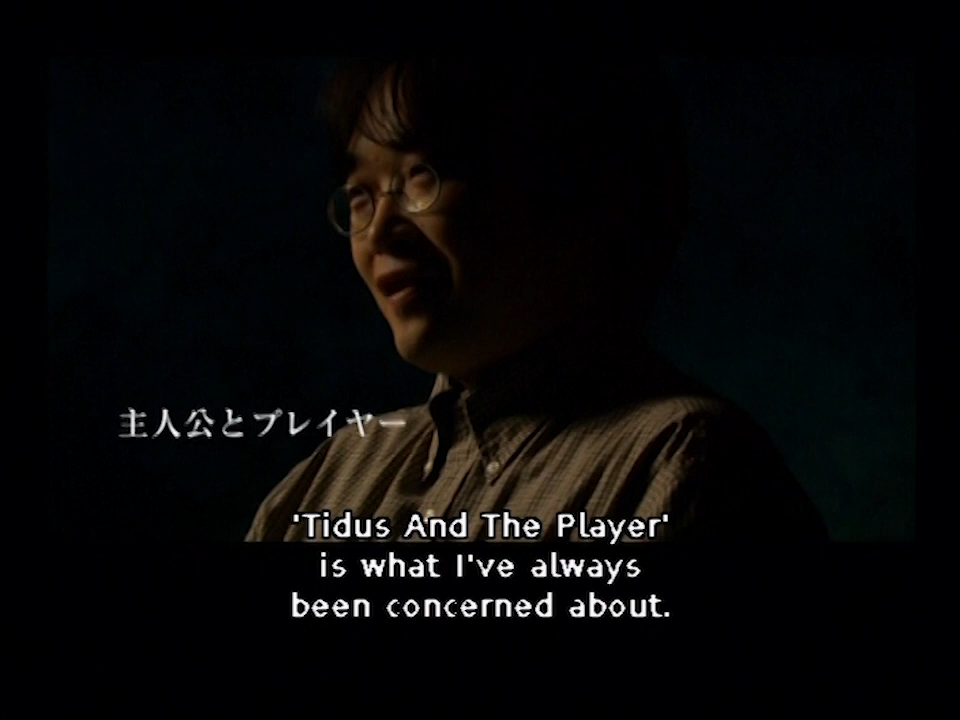 主人公とプレイヤー
'Tidus And The Player'
is what I've always
been concerned about.